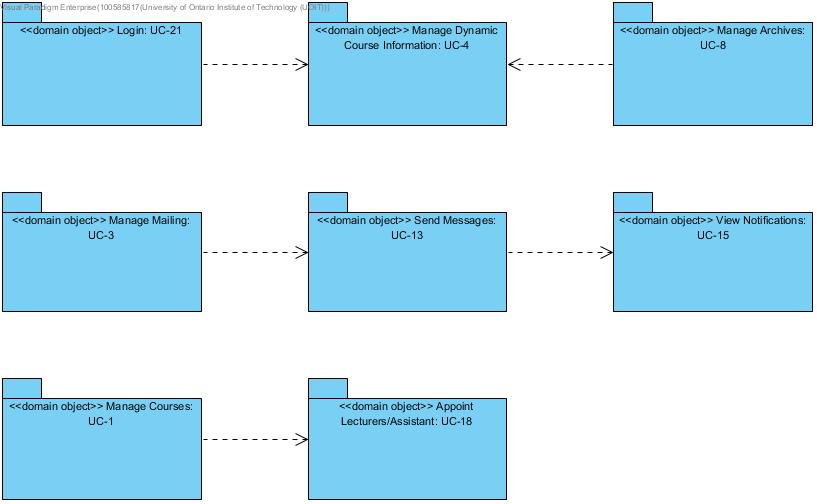 Visual Paradigm Enterprise(100585817(University of Ontario Institute of Technology (UOIT)))
<<domain object>> Login: UC-21
<<domain object>> Manage Dynamic
Course Information: UC-4
<<domain object>> Manage Archives:
UC-8
<<domain object>> Manage Mailing:
UC-3
<<domain object>> Send Messages:
UC-13
<<domain object>> View Notifications:
UC-15
<<domain object>> Manage Courses:
UC-1
<<domain object>> Appoint
Lecturers/Assistant: UC-18